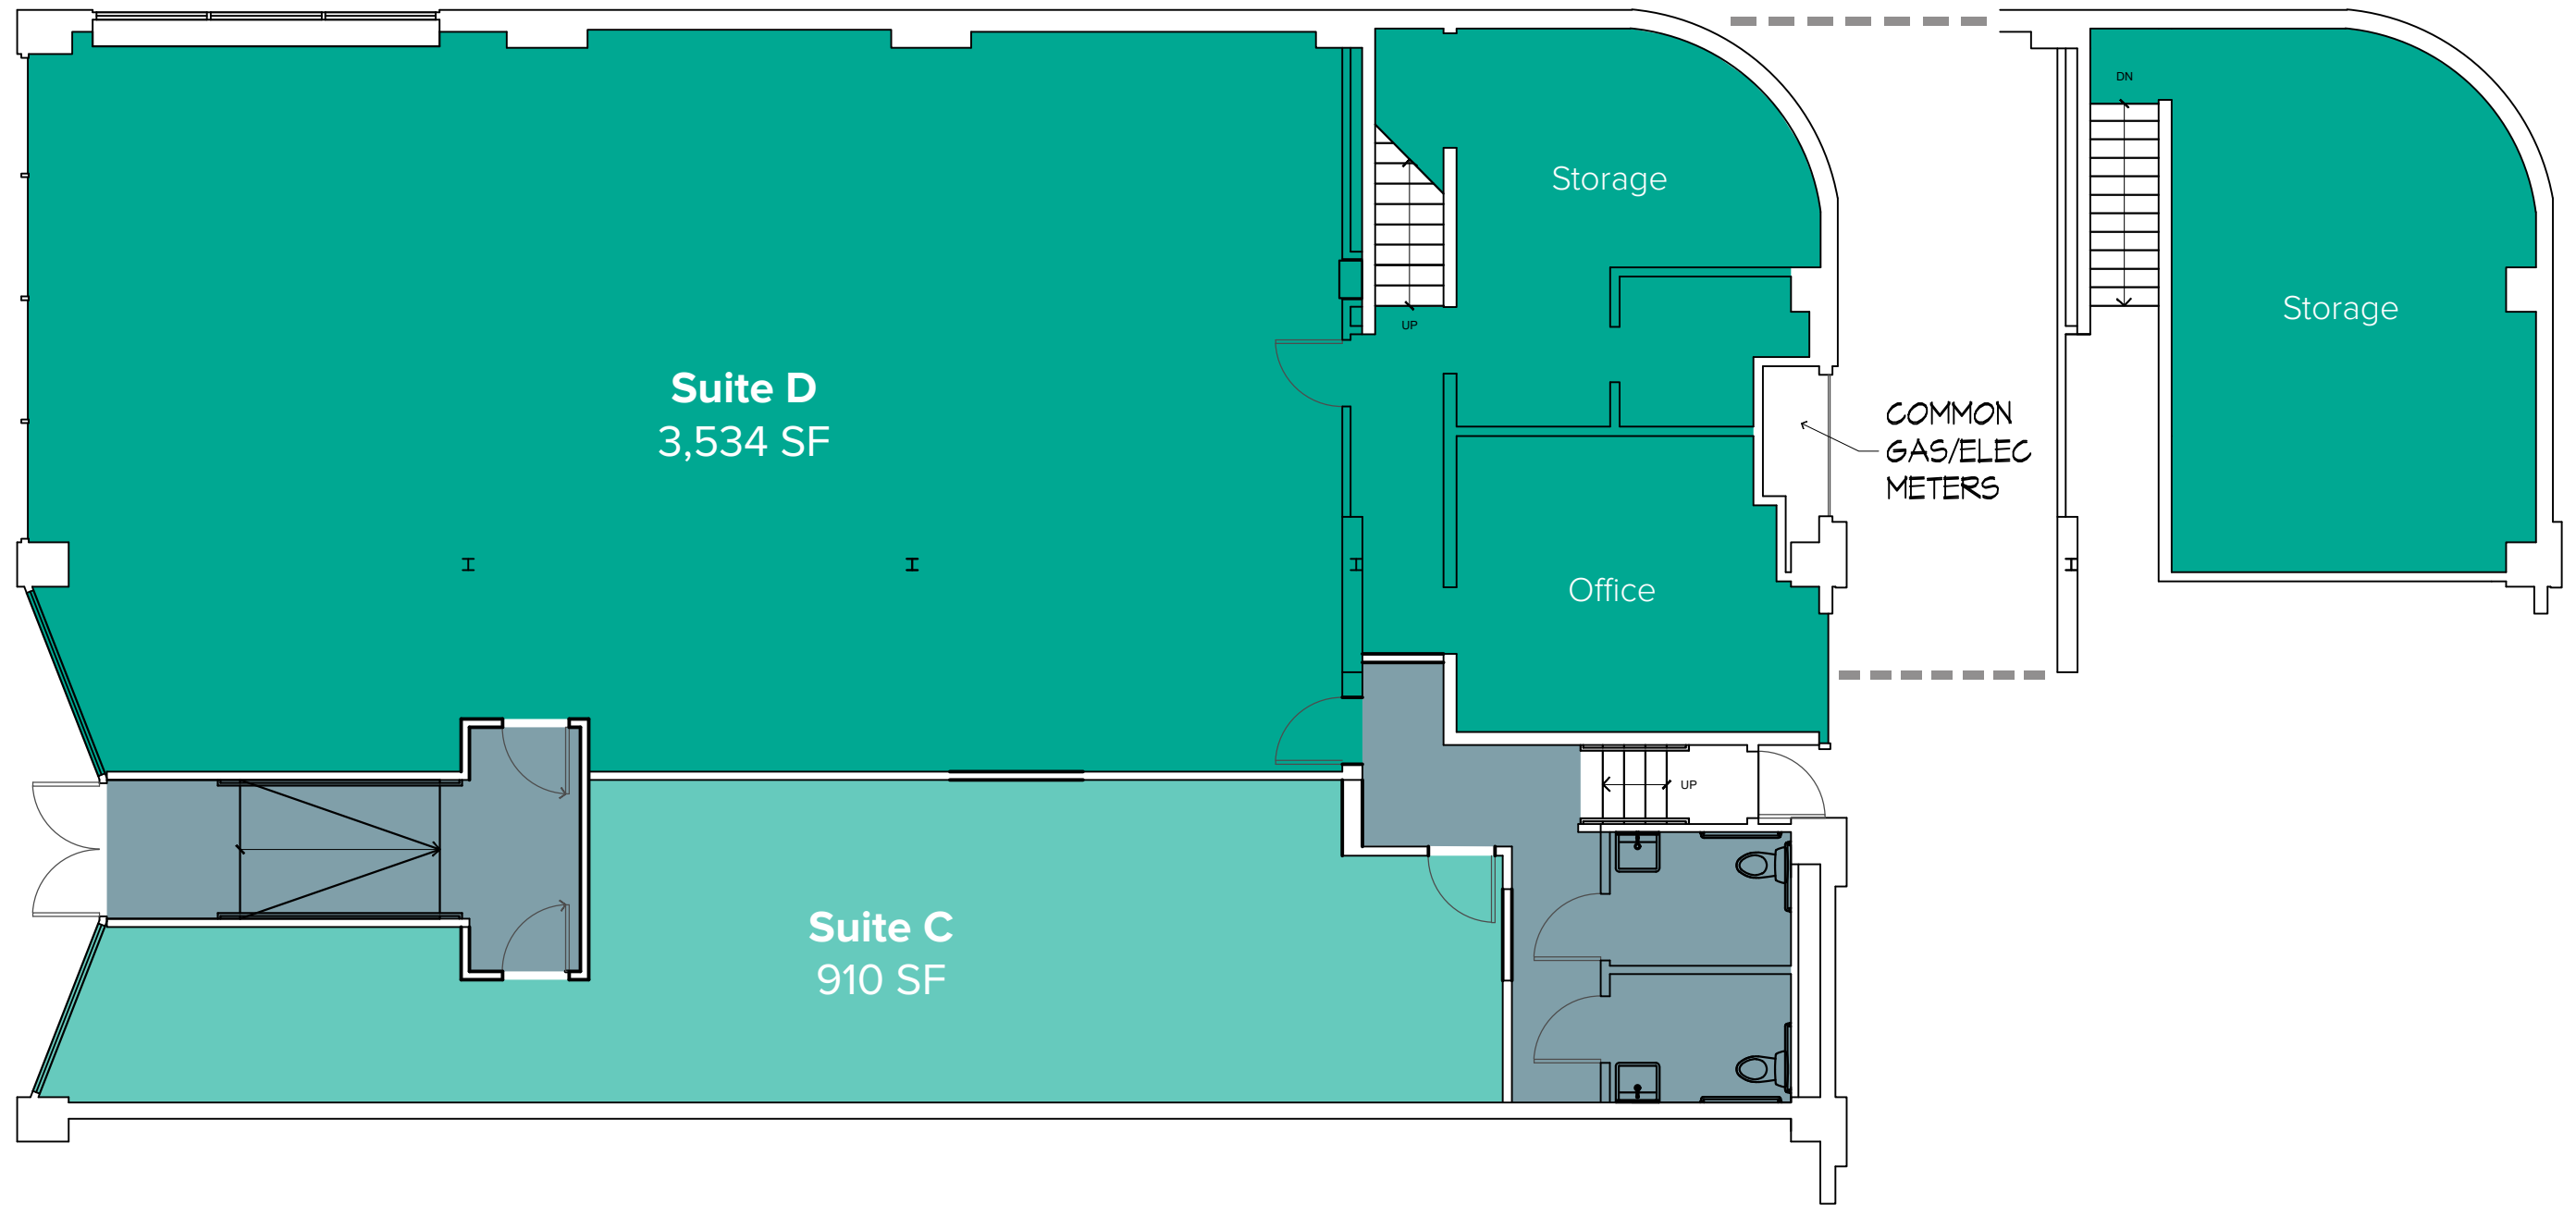 DN
Storage
Storage
UP
Suite D
3,534 SF
COMMON
GAS/ELEC
METERS
Office
UP
Suite C
910 SF